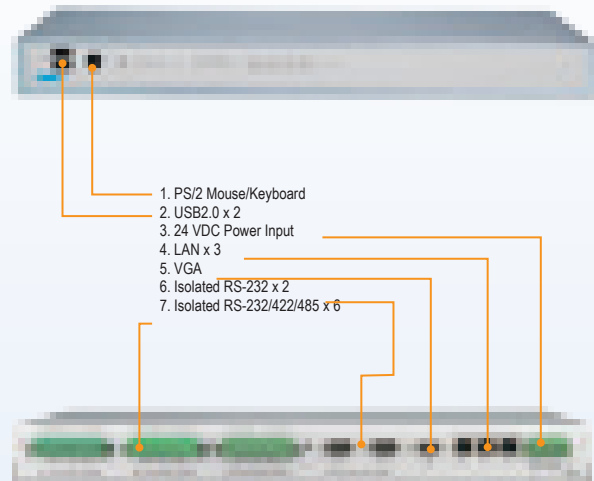 1. PS/2 Mouse/Keyboard
2. USB2.0 x 2
3. 24 VDC Power Input
4. LAN x 3
5. VGA
6. Isolated RS-232 x 2
7. Isolated RS-232/422/485 x 6